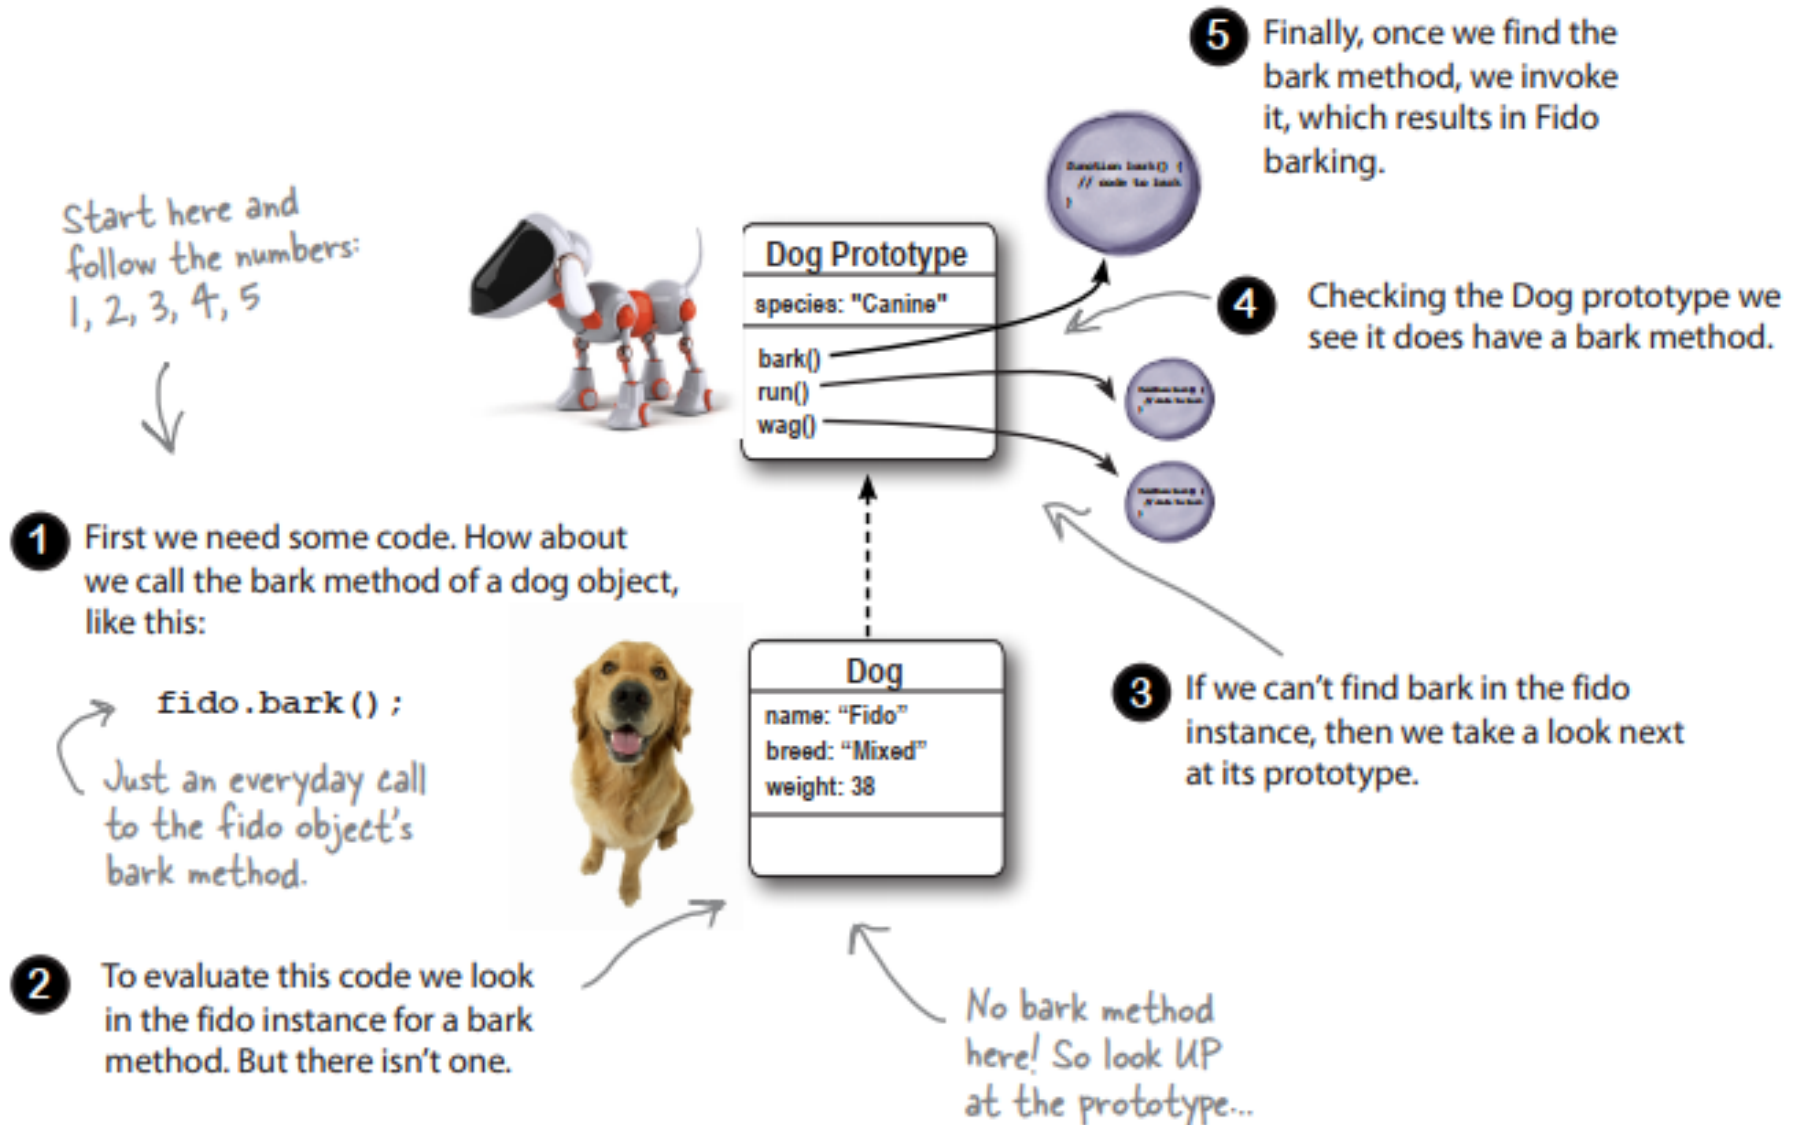 Start here and
follow the numbers:
1, 2, 3, 4, 5
1
First we need some code. How about
we call the bark method of a dog object,
like this:
fido.bark();
Just an everyday call
to the fido object's
bark method.
2
To evaluate this code we look
in the fido instance for a bark
method. But there isn't one.
Dog
name: “Fido”
breed: “Mixed”
weight: 38
No bark method
here! So look UP
at the prototype...
3
If we can't find bark in the fido
instance, then we take a look next
at its prototype.
Dog Prototype
species: "Canine"
bark()
run()
wag()
4
Checking the Dog prototype we
see it does have a bark method.
5
Finally, once we find the
bark method, we invoke
it, which results in Fido
barking.
function bark() {
// code to bark
}